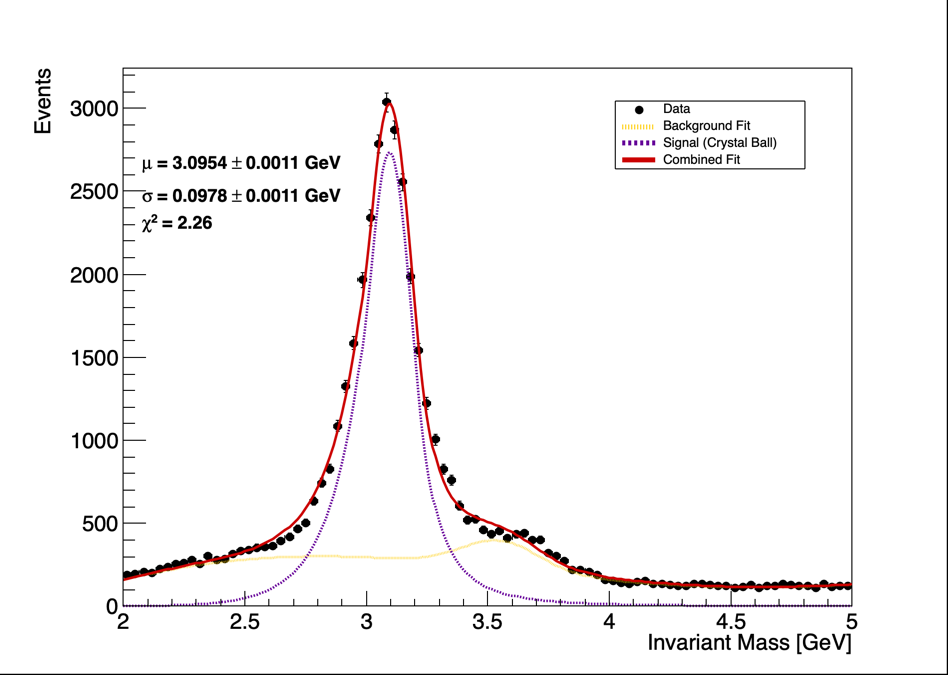 Events
3000
2500
2000
1500
1000
500
0
μ = 3.0954 ± 0.0011 GeV
σ = 0.0978 ± 0.0011 GeV
χ² = 2.26
Data
Background Fit
Signal (Crystal Ball)
Combined Fit
2 2.5 3 3.5 4 4.5 5
Invariant Mass [GeV]